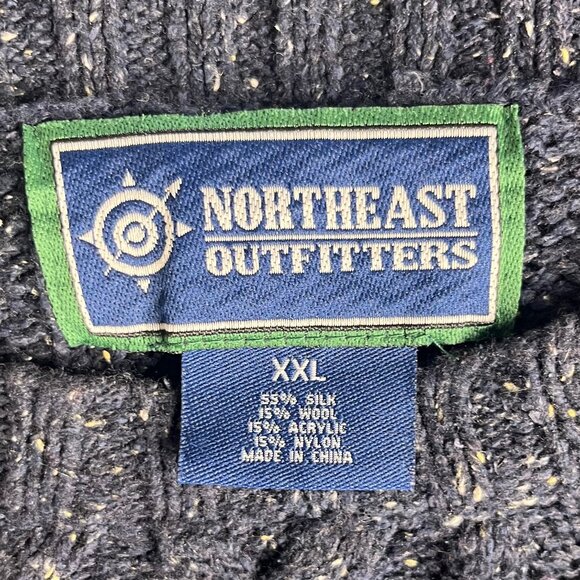 NORTHEAST
OUTFITTERS
XXL
55% SILK
15% WOOL
15% ACRYLIC
15% NYLON
MADE IN CHINA